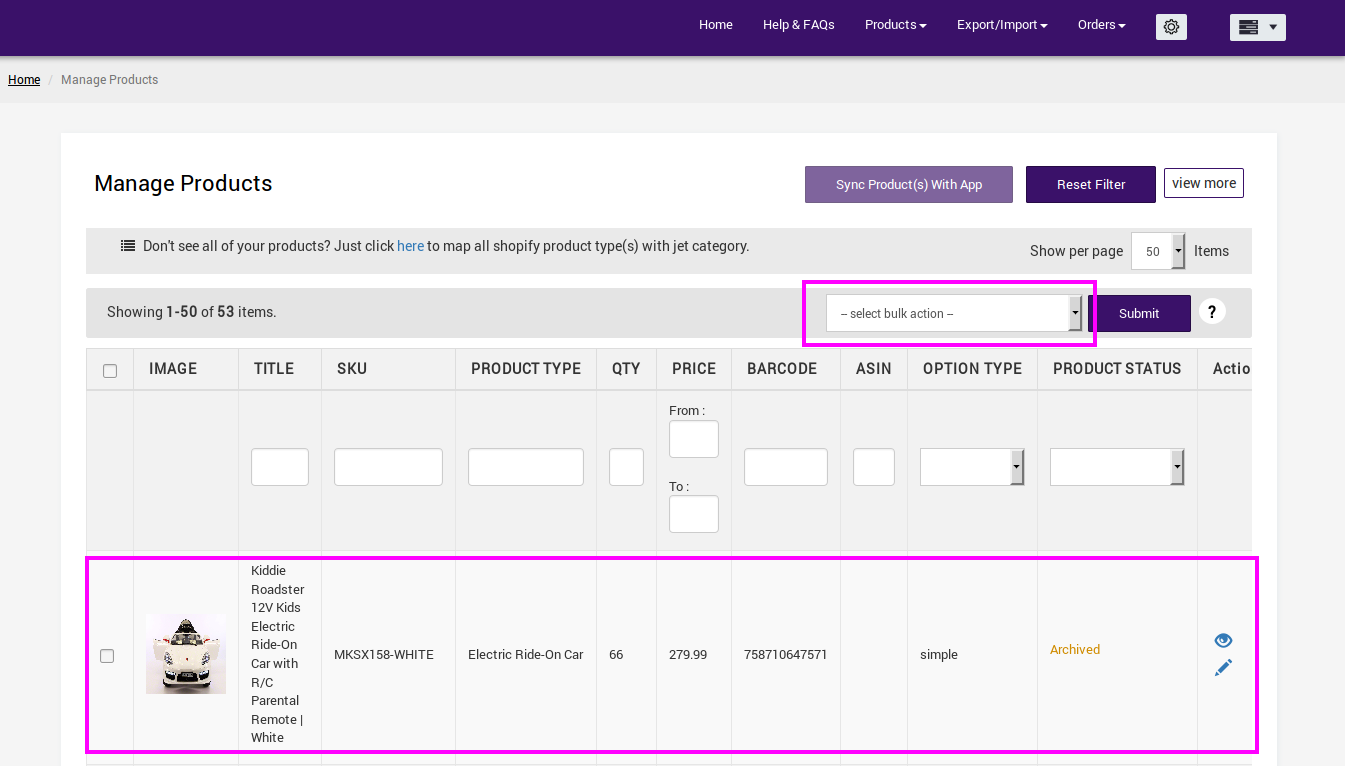 Home Help & FAQs Products Export/Import Orders
Home / Manage Products
Manage Products
Sync Product(s) With App Reset Filter view more
Don't see all of your products? Just click here to map all shopify product type(s) with jet category.
Show per page 50 Items
Showing 1-50 of 53 items.
-- select bulk action -- Submit ?
IMAGE TITLE SKU PRODUCT TYPE QTY PRICE BARCODE ASIN OPTION TYPE PRODUCT STATUS Actio
From :
To :
Kiddie
Roadster
12V Kids
Electric
Ride-On
Car with
R/C
Parental
Remote |
White
MKSX158-WHITE Electric Ride-On Car 66 279.99 758710647571 simple Archived